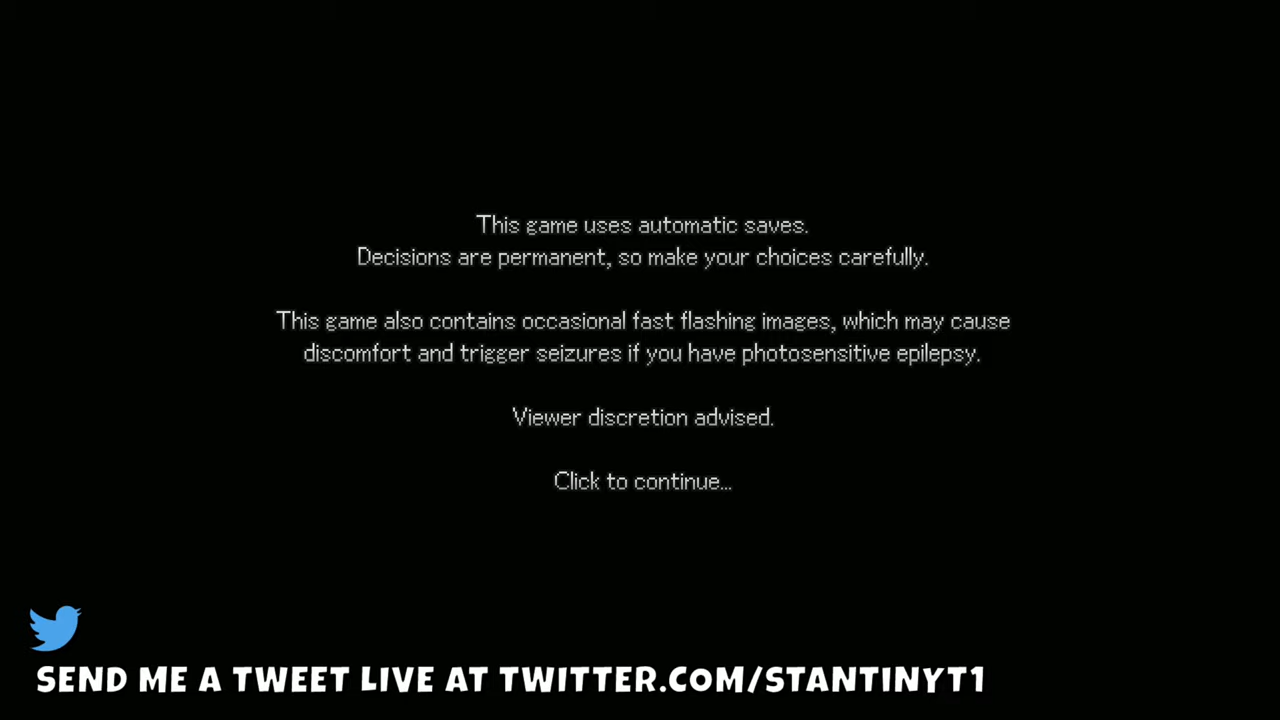 This game uses automatic saves.
Decisions are permanent, so make your choices carefully.
This game also contains occasional fast flashing images, which may cause
discomfort and trigger seizures if you have photosensitive epilepsy.
Viewer discretion advised.
Click to continue...
SEND ME A TWEET LIVE AT TWITTER.COM/STANTINYT1